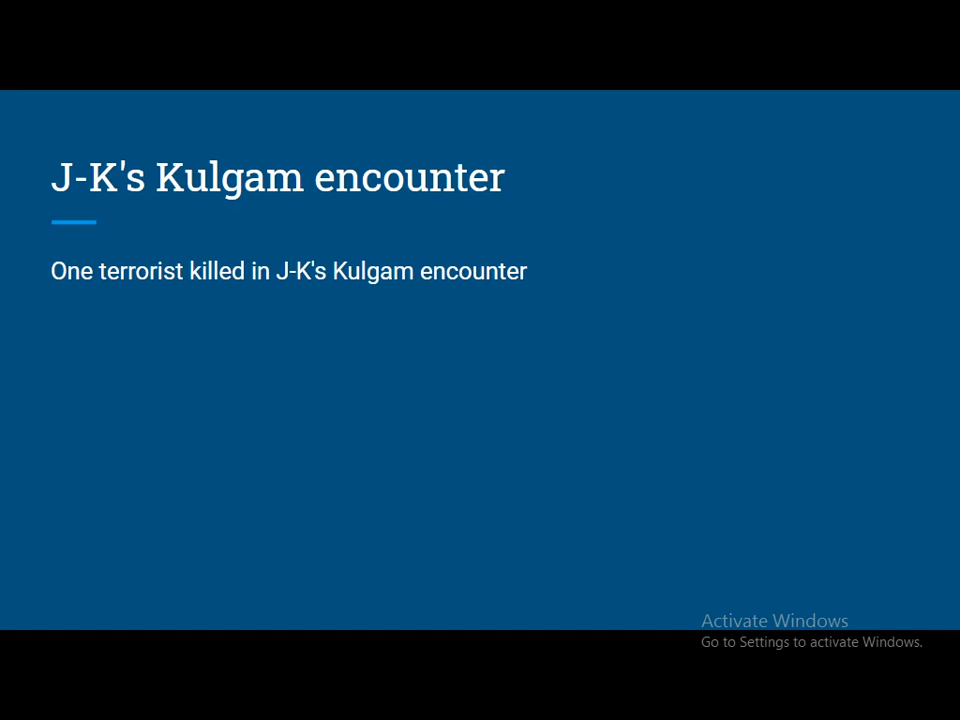 J-K's Kulgam encounter
One terrorist killed in J-K's Kulgam encounter
Activate Windows
Go to Settings to activate Windows.